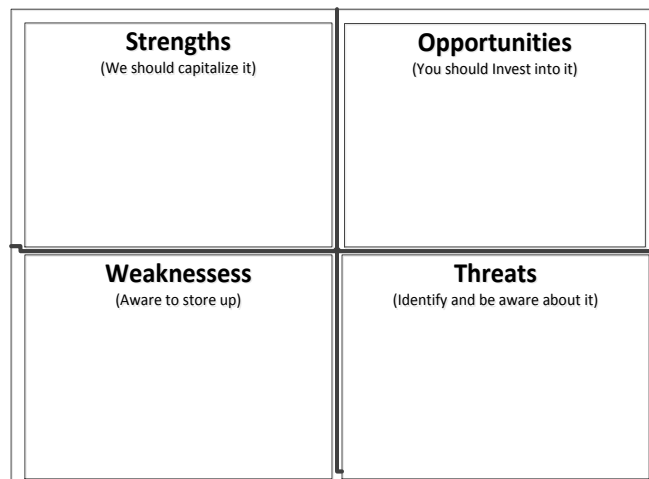 Strengths
(We should capitalize it)
Opportunities
(You should Invest into it)
Weaknessess
(Aware to store up)
Threats
(Identify and be aware about it)